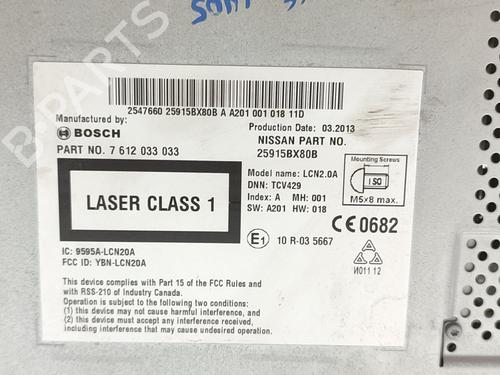 2547660 25915BX80B A A201 001 018 11D
Manufactured by:
BOSCH
PART NO. 7 612 033 033
Production Date: 03.2013
NISSAN PART NO.
25915BX80B
Mounting Screws
ISO
M5x8 max.
Model name: LCN2.0A
DNN: TCV429
Index: A MH: 001
SW: A201 HW: 018
LASER CLASS 1
CE 0682
E1 10 R-03 5667
И011 12
IC: 9595A-LCN20A
FCC ID: YBN-LCN20A
This device complies with Part 15 of the FCC Rules and
with RSS-210 of Industry Canada.
Operation is subject to the following two conditions:
(1) this device may not cause harmful interference, and
(2) this device must accept any interference received,
including interference that may cause undesired operation.
B-PARTS